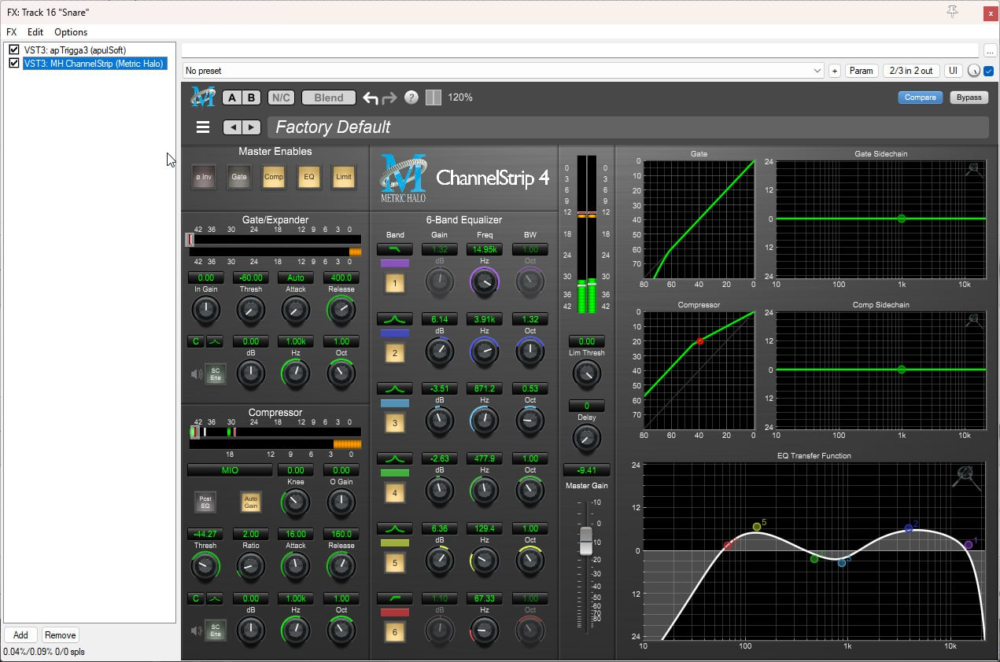 FX: Track 16 "Snare"
x
FX Edit Options
VST3: apTrigga3 (apulSoft)
VST3: MH ChannelStrip (Metric Halo)
...
No preset
+ Param 2/3 in 2 out UI
A B N/C Blend ? 120% Compare Bypass
Factory Default
Master Enables
ø Inv Gate Comp EQ Limit
METRIC HALO
ChannelStrip 4
Gate/Expander
42 36 30 24 18 12 9 6 3 0
42 36 30 24 18 12 9 6 3 0
0.00 -60.00 Auto 400.0
In Gain Thresh Attack Release
C 0.00 1.00k 1.00
dB Hz Oct
SC Ena
Compressor
42 36 30 24 18 12 9 6 3 0
18 12 9 6 3 0
MIO 0.00 0.00
Knee O Gain
Post EQ Auto Gain
-44.27 2.00 16.00 160.0
Thresh Ratio Attack Release
C 0.00 1.00k 1.00
dB Hz Oct
SC Ena
6-Band Equalizer
Band Gain Freq BW
1.32 14.95k 1.00
dB Hz Oct
1
6.14 3.91k 1.32
dB Hz Oct
2
-3.51 871.2 0.53
dB Hz Oct
3
-2.63 477.9 1.00
dB Hz Oct
4
6.36 129.4 1.00
dB Hz Oct
5
1.10 67.33 1.00
dB Hz Oct
6
0 0
3 3
6 6
9 9
12 12
18 18
24 24
30 30
36 36
42 42
0.00
Lim Thresh
0
Delay
-9.41
Master Gain
-10
0
-10
-20
-30
-40
-50
-60
-70
-80
Gate
0
10
20
30
40
50
60
70
80 60 40 20 0
Gate Sidechain
24
12
0
12
24
10 100 1k 10k
Compressor
0
10
20
30
40
50
60
70
80 60 40 20 0
Comp Sidechain
24
12
0
12
24
10 100 1k 10k
EQ Transfer Function
24
12
0
12
24
5 2 1
10 100 1k 10k
Add Remove
0.04%/0.09% 0/0 spls